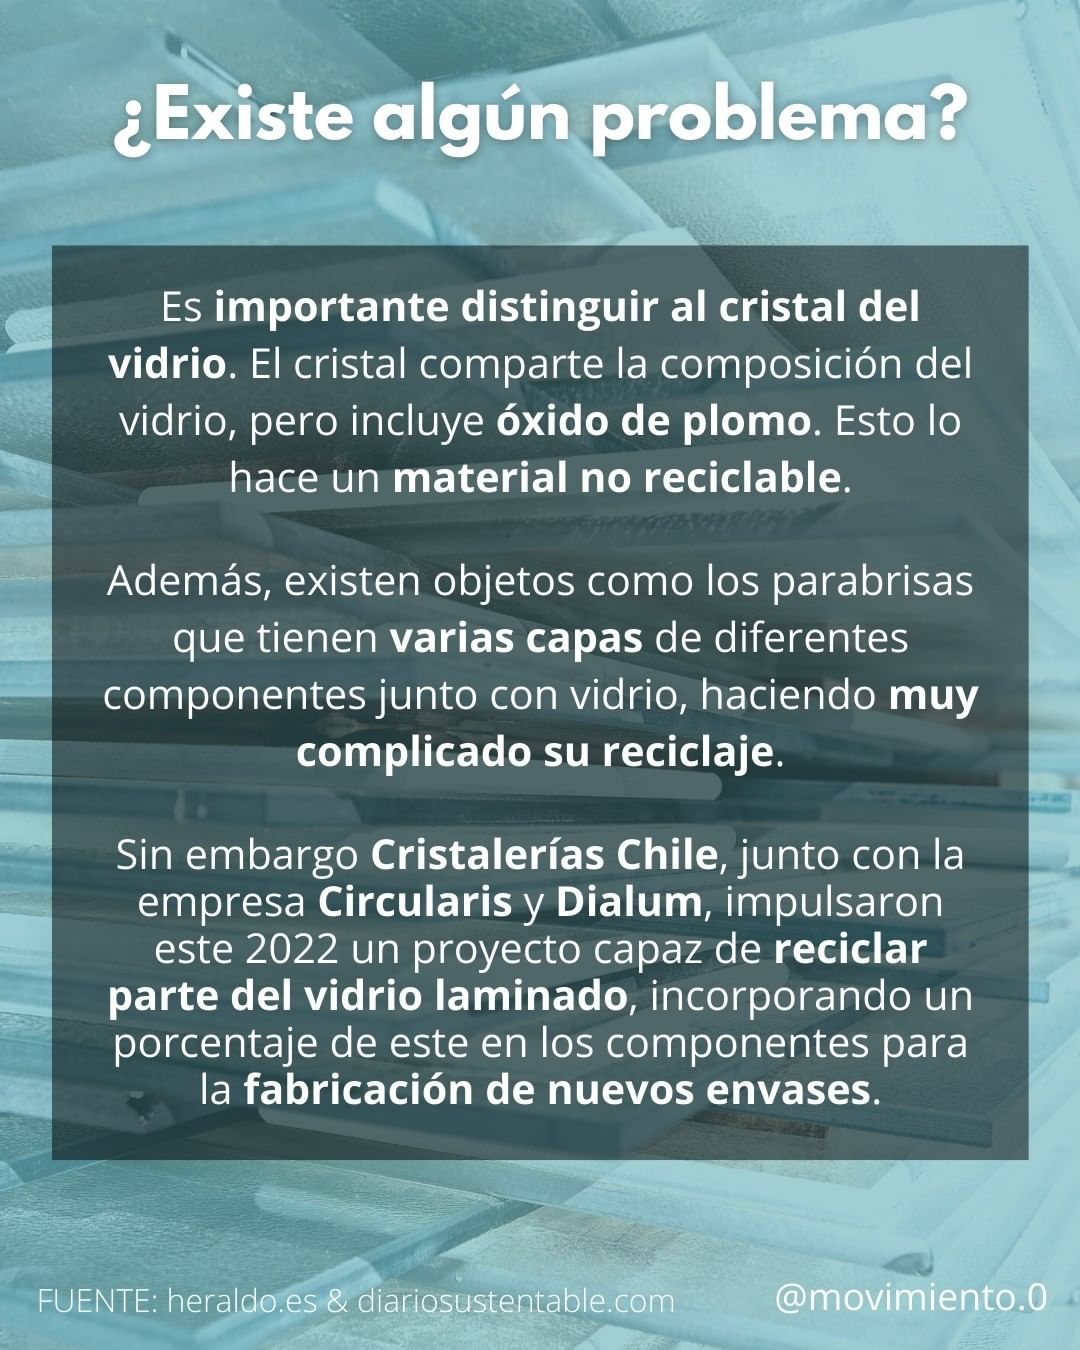 ¿Existe algún problema?
Es importante distinguir al cristal del
vidrio. El cristal comparte la composición del
vidrio, pero incluye óxido de plomo. Esto lo
hace un material no reciclable.
Además, existen objetos como los parabrisas
que tienen varias capas de diferentes
componentes junto con vidrio, haciendo muy
complicado su reciclaje.
Sin embargo Cristalerías Chile, junto con la
empresa Circularis y Dialum, impulsaron
este 2022 un proyecto capaz de reciclar
parte del vidrio laminado, incorporando un
porcentaje de este en los componentes para
la fabricación de nuevos envases.
FUENTE: heraldo.es & diariosustentable.com
@movimiento.0